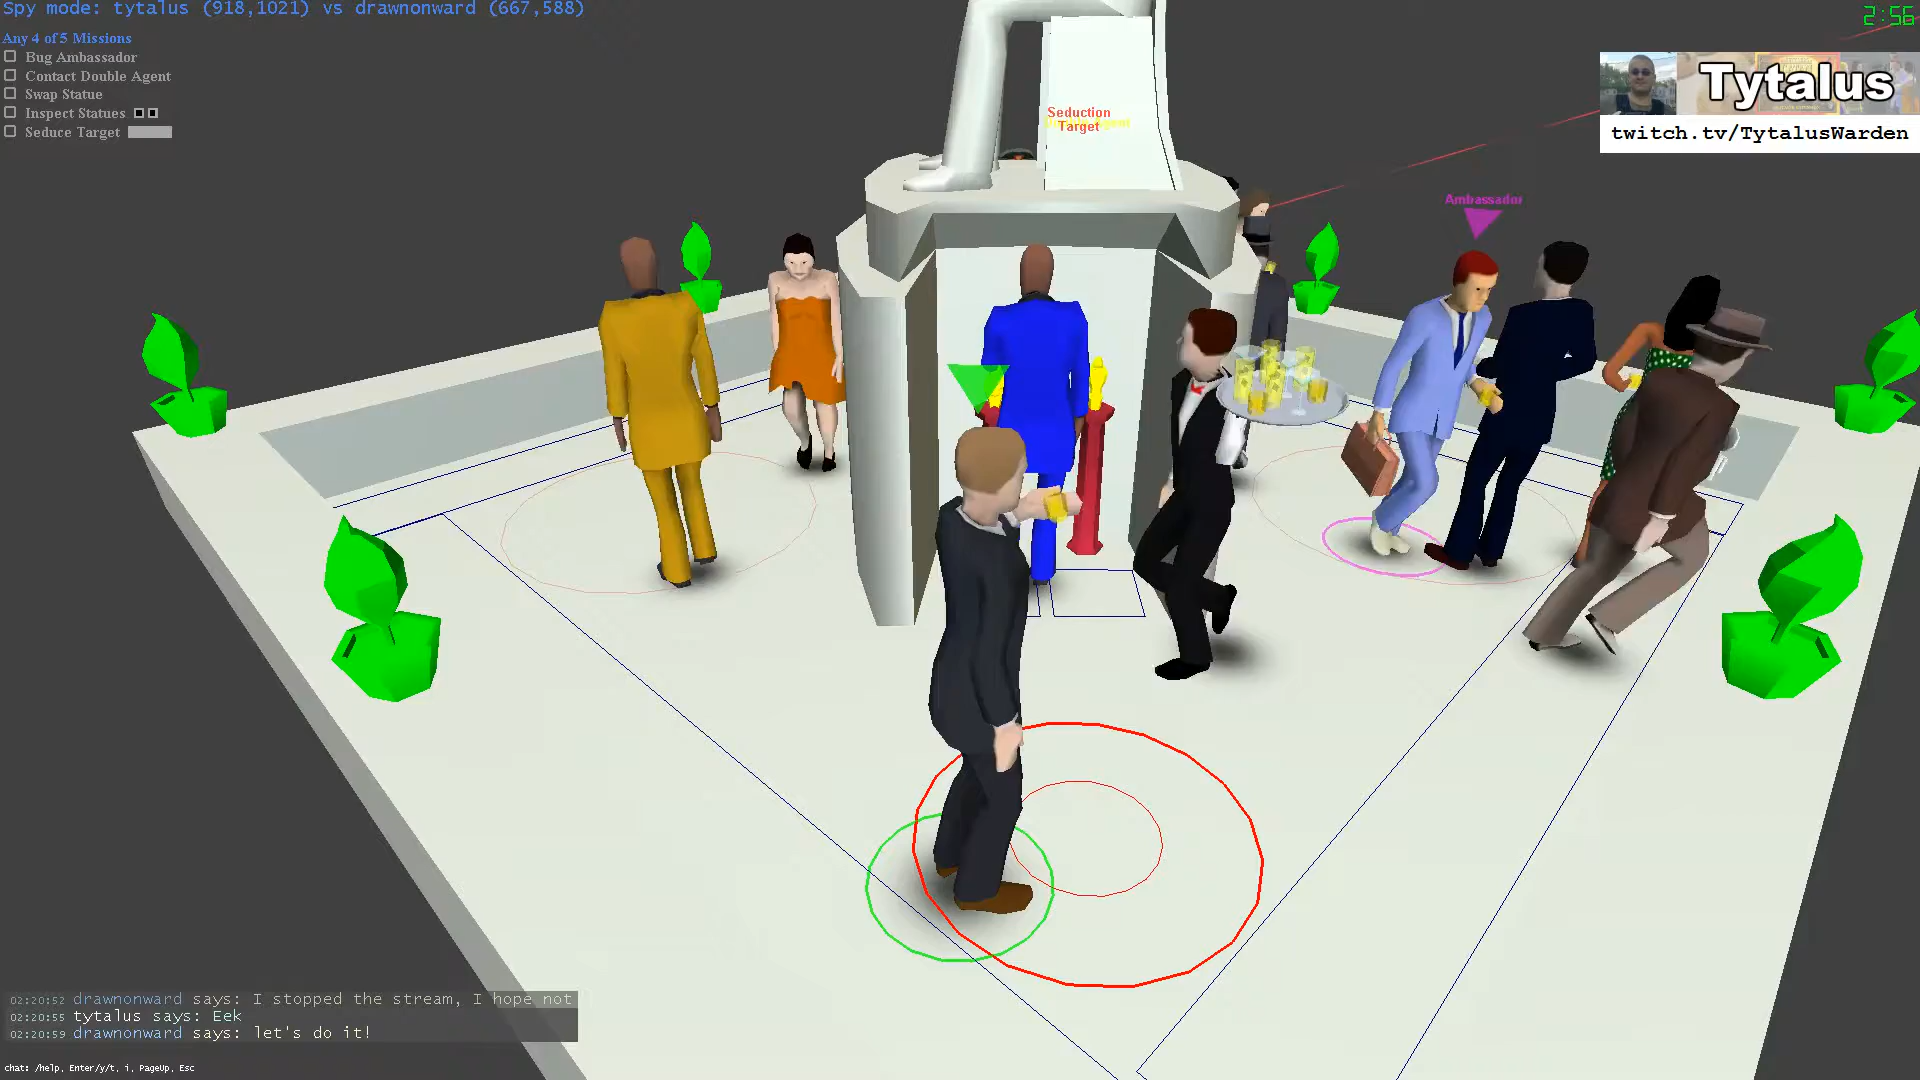 Spy mode: tytalus (918,1021) vs drawnonward (667,588)
2:56
Any 4 of 5 Missions
Bug Ambassador
Contact Double Agent
Swap Statue
Inspect Statues
Seduce Target
Tytalus
twitch.tv/TytalusWarden
Seduction
Target
Ambassador
02:20:52 drawnonward says: I stopped the stream, I hope not
02:20:55 tytalus says: Eek
02:20:59 drawnonward says: let's do it!
chat: /help, Enter/y/t, i, PageUp, Esc